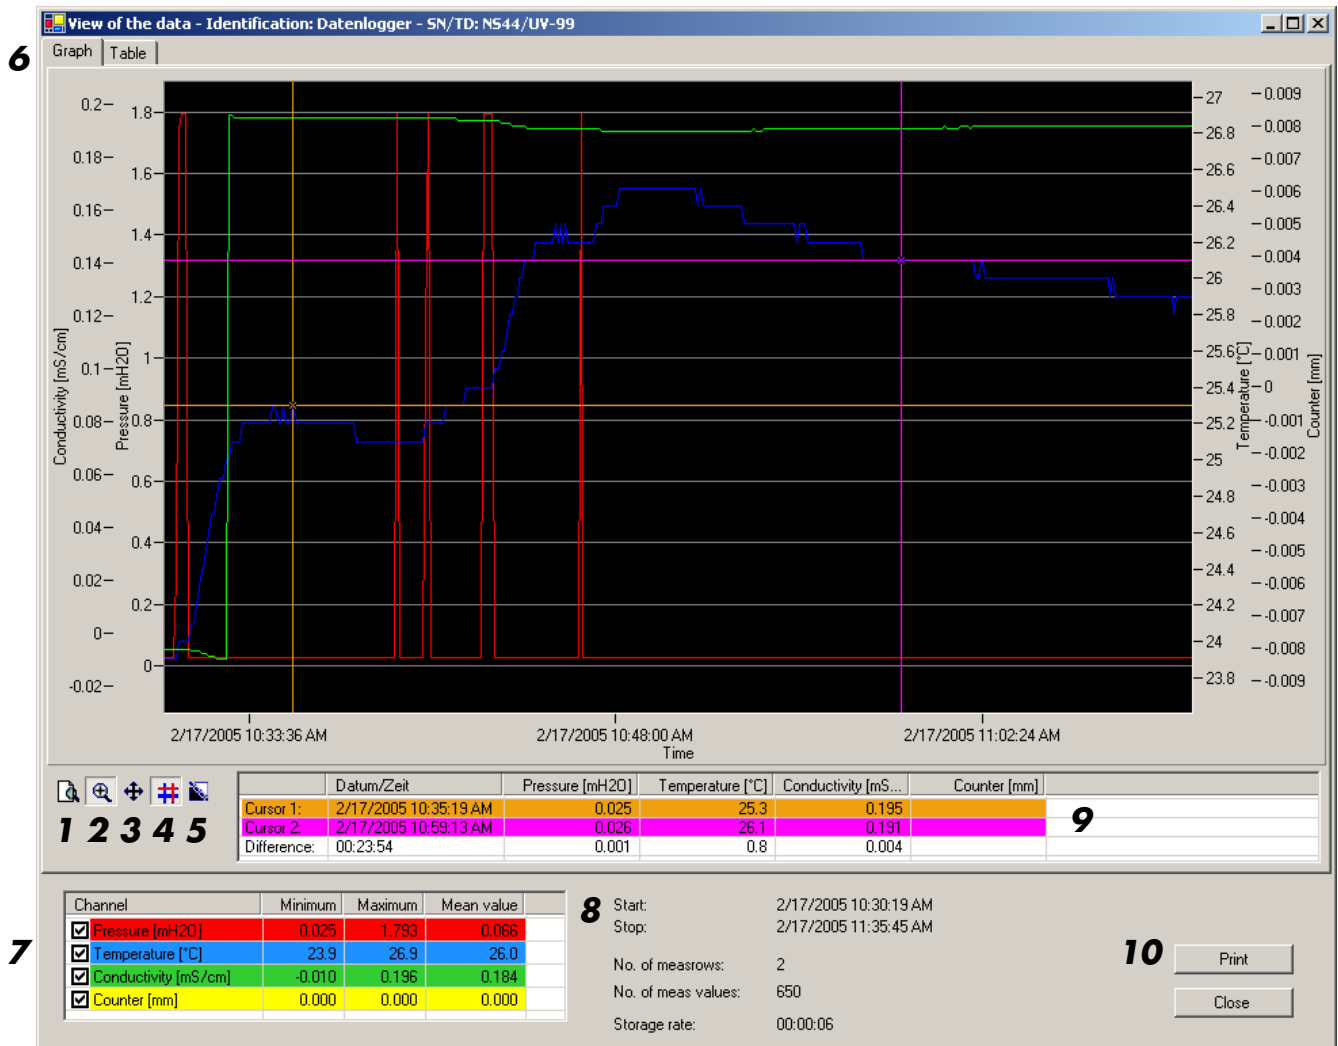 View of the data - Identification: Datenlogger - SN/TD: NS44/UV-99
6
Graph Table
0.2
0.18
0.16
0.14
0.12
0.1
0.08
0.06
0.04
0.02
0
-0.02
Conductivity [mS/cm]
1.8
1.6
1.4
1.2
1
0.8
0.6
0.4
0.2
0
Pressure [mH2O]
27
26.8
26.6
26.4
26.2
26
25.8
25.6
25.4
25.2
25
24.8
24.6
24.4
24.2
24
23.8
Temperature [°C]
0.009
0.008
0.007
0.006
0.005
0.004
0.003
0.002
0.001
0
-0.001
-0.002
-0.003
-0.004
-0.005
-0.006
-0.007
-0.008
-0.009
Counter [mm]
2/17/2005 10:33:36 AM 2/17/2005 10:48:00 AM 2/17/2005 11:02:24 AM
Time
1 2 3 4 5
Datum/Zeit Pressure [mH2O] Temperature [°C] Conductivity [mS... Counter [mm]
Cursor 1: 2/17/2005 10:35:19 AM 0.025 25.3 0.195
Cursor 2: 2/17/2005 10:59:13 AM 0.026 26.1 0.191
Difference: 00:23:54 0.001 0.8 0.004
9
7
Channel Minimum Maximum Mean value
Pressure [mH2O] 0.025 1.793 0.066
Temperature [°C] 23.9 26.9 26.0
Conductivity [mS/cm] -0.010 0.196 0.184
Counter [mm] 0.000 0.000 0.000
8
Start: 2/17/2005 10:30:19 AM
Stop: 2/17/2005 11:35:45 AM
No. of measrows: 2
No. of meas values: 650
Storage rate: 00:00:06
10
Print
Close